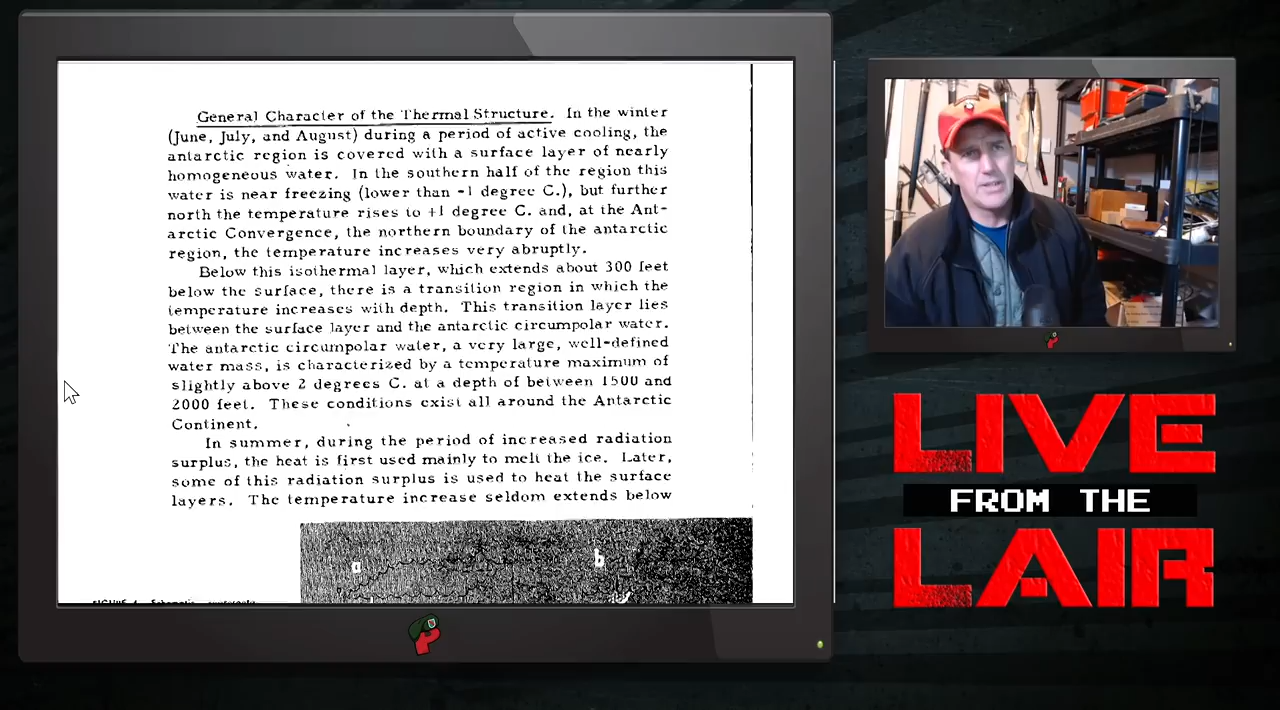 General Character of the Thermal Structure. In the winter
(June, July, and August) during a period of active cooling, the
antarctic region is covered with a surface layer of nearly
homogeneous water. In the southern half of the region this
water is near freezing (lower than -1 degree C.), but further
north the temperature rises to +1 degree C. and, at the Ant-
arctic Convergence, the northern boundary of the antarctic
region, the temperature increases very abruptly.
Below this isothermal layer, which extends about 300 feet
below the surface, there is a transition region in which the
temperature increases with depth. This transition layer lies
between the surface layer and the antarctic circumpolar water.
The antarctic circumpolar water, a very large, well-defined
water mass, is characterized by a temperature maximum of
slightly above 2 degrees C. at a depth of between 1500 and
2000 feet. These conditions exist all around the Antarctic
Continent.
In summer, during the period of increased radiation
surplus, the heat is first used mainly to melt the ice. Later,
some of this radiation surplus is used to heat the surface
layers. The temperature increase seldom extends below
a
b
LIVE
FROM THE
LAIR